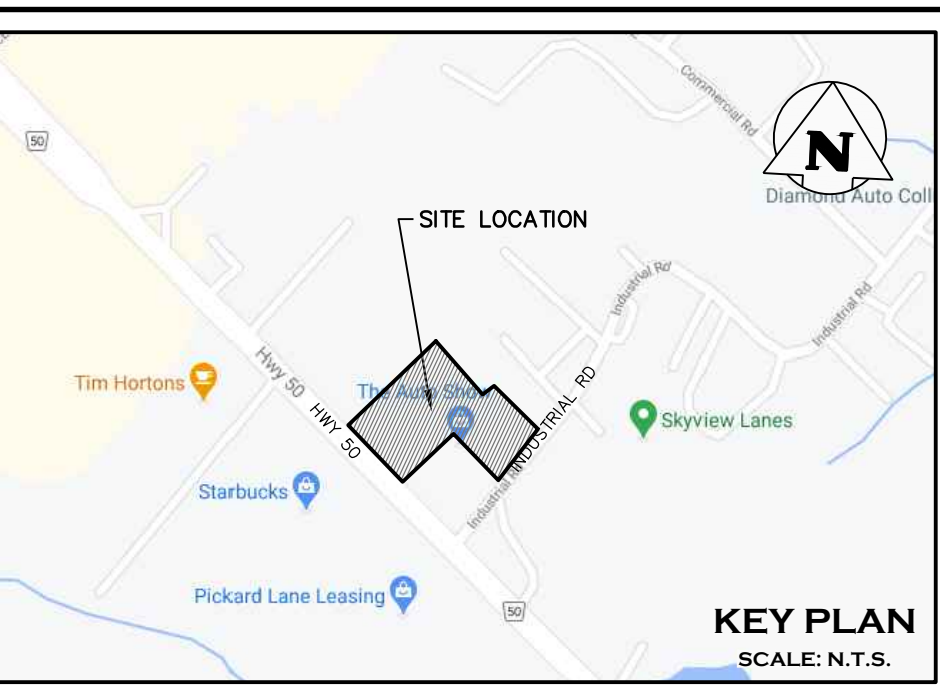 Commercial Rd
50
N
Diamond Auto Coll
SITE LOCATION
Industrial Rd
Industrial Rd
Hwy 50
Tim Hortons
The Auto Show
HWY 50
INDUSTRIAL RD
Skyview Lanes
Starbucks
Industrial Rd
Pickard Lane Leasing
50
KEY PLAN
SCALE: N.T.S.